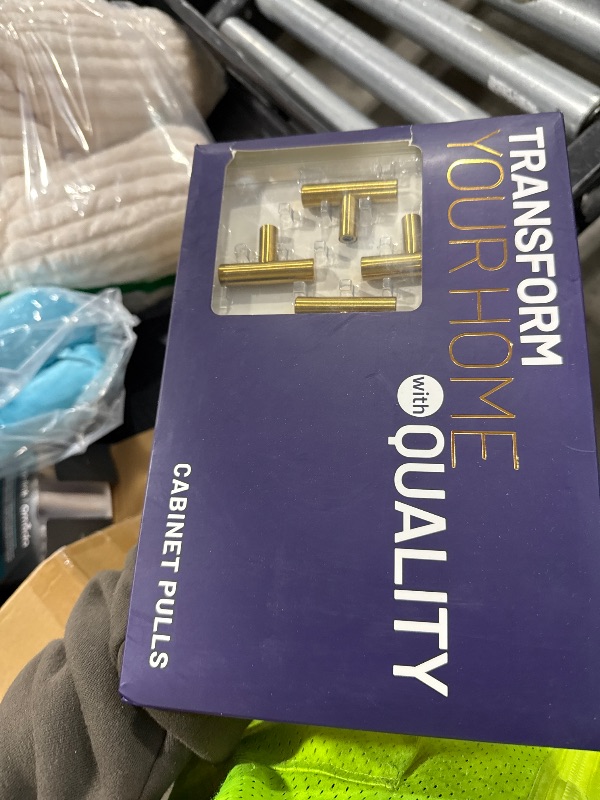 TRANSFORM
YOUR HOME
with QUALITY
CABINET PULLS